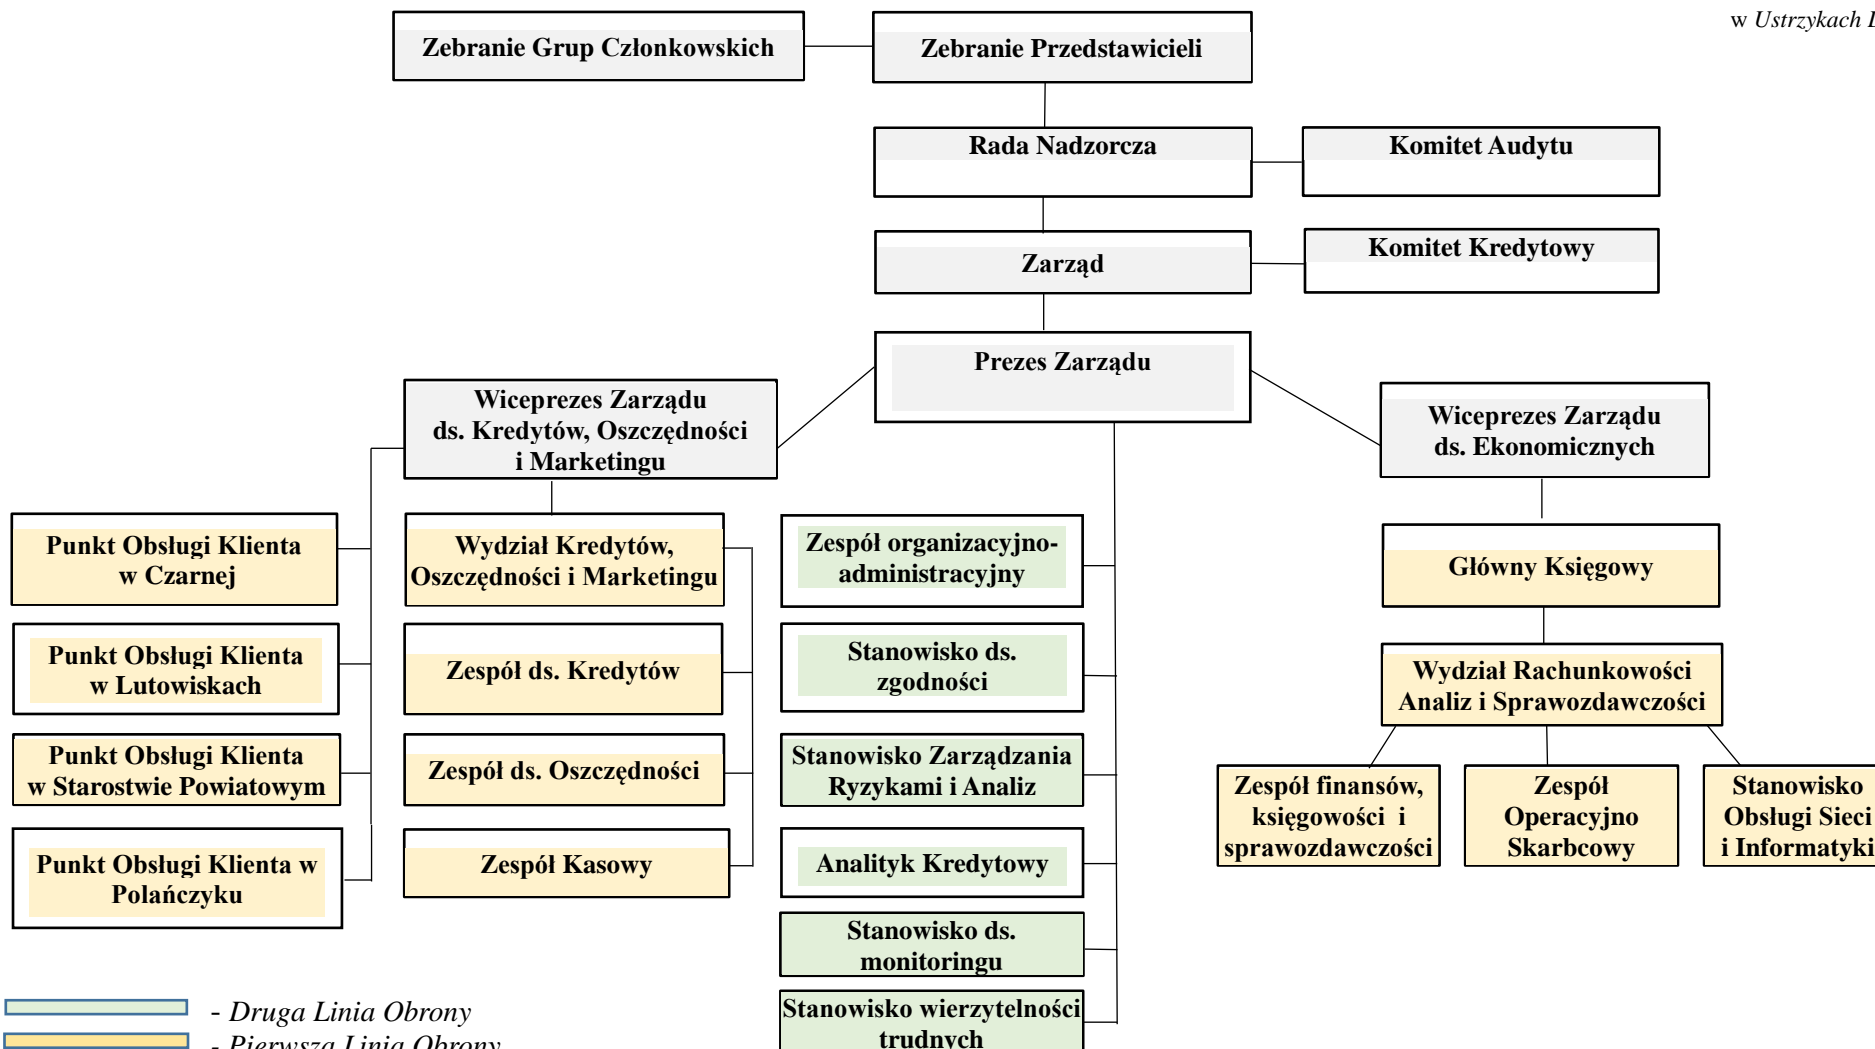 w Ustrzykach
Zebranie Grup Członkowskich
Zebranie Przedstawicieli
Rada Nadzorcza
Komitet Audytu
Zarząd
Komitet Kredytowy
Prezes Zarządu
Wiceprezes Zarządu
ds. Kredytów, Oszczędności
i Marketingu
Wiceprezes Zarządu
ds. Ekonomicznych
Punkt Obsługi Klienta
w Czarnej
Punkt Obsługi Klienta
w Lutowiskach
Punkt Obsługi Klienta
w Starostwie Powiatowym
Punkt Obsługi Klienta w
Polańczyku
Wydział Kredytów,
Oszczędności i Marketingu
Zespół ds. Kredytów
Zespół ds. Oszczędności
Zespół Kasowy
Zespół organizacyjno-
administracyjny
Stanowisko ds.
zgodności
Stanowisko Zarządzania
Ryzykami i Analiz
Analityk Kredytowy
Stanowisko ds.
monitoringu
Stanowisko wierzytelności
trudnych
Główny Księgowy
Wydział Rachunkowości
Analiz i Sprawozdawczości
Zespół finansów,
księgowości i
sprawozdawczości
Zespół
Operacyjno
Skarbcowy
Stanowisko
Obsługi Sieci
i Informatyki
- Druga Linia Obrony
- Pierwsza Linia Obrony